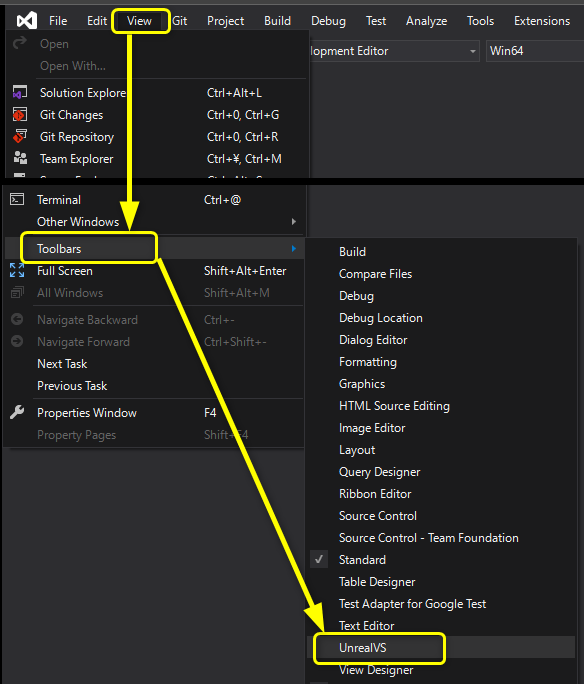 File Edit View Git Project Build Debug Test Analyze Tools Extensions
Open
lopment Editor Win64
Open With...
Solution Explorer Ctrl+Alt+L
Git Changes Ctrl+0, Ctrl+G
Git Repository Ctrl+0, Ctrl+R
Team Explorer Ctrl+¥, Ctrl+M
Terminal Ctrl+@
Other Windows
Toolbars
Full Screen Shift+Alt+Enter
All Windows Shift+Alt+M
Navigate Backward Ctrl+-
Navigate Forward Ctrl+Shift+-
Next Task
Previous Task
Properties Window F4
Property Pages Shift+F4
Build
Compare Files
Debug
Debug Location
Dialog Editor
Formatting
Graphics
HTML Source Editing
Image Editor
Layout
Query Designer
Ribbon Editor
Source Control
Source Control - Team Foundation
Standard
Table Designer
Test Adapter for Google Test
Text Editor
UnrealVS
View Designer